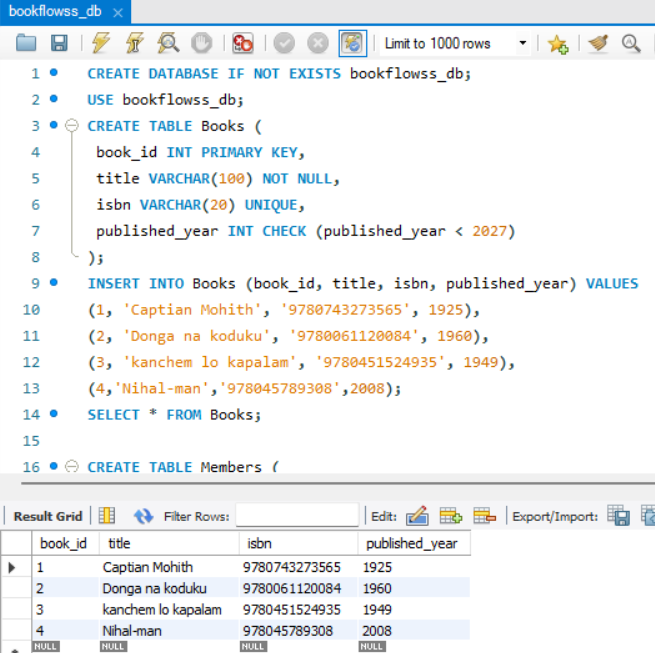 bookflowss_db ×
Limit to 1000 rows
1 CREATE DATABASE IF NOT EXISTS bookflowss_db;
2 USE bookflowss_db;
3 CREATE TABLE Books (
4 book_id INT PRIMARY KEY,
5 title VARCHAR(100) NOT NULL,
6 isbn VARCHAR(20) UNIQUE,
7 published_year INT CHECK (published_year < 2027)
8 );
9 INSERT INTO Books (book_id, title, isbn, published_year) VALUES
10 (1, 'Captian Mohith', '9780743273565', 1925),
11 (2, 'Donga na koduku', '9780061120084', 1960),
12 (3, 'kanchem lo kapalam', '9780451524935', 1949),
13 (4,'Nihal-man','978045789308',2008);
14 SELECT * FROM Books;
15
16 CREATE TABLE Members (
Result Grid Filter Rows: Edit: Export/Import:
book_id title isbn published_year
1 Captian Mohith 9780743273565 1925
2 Donga na koduku 9780061120084 1960
3 kanchem lo kapalam 9780451524935 1949
4 Nihal-man 978045789308 2008
NULL NULL NULL NULL